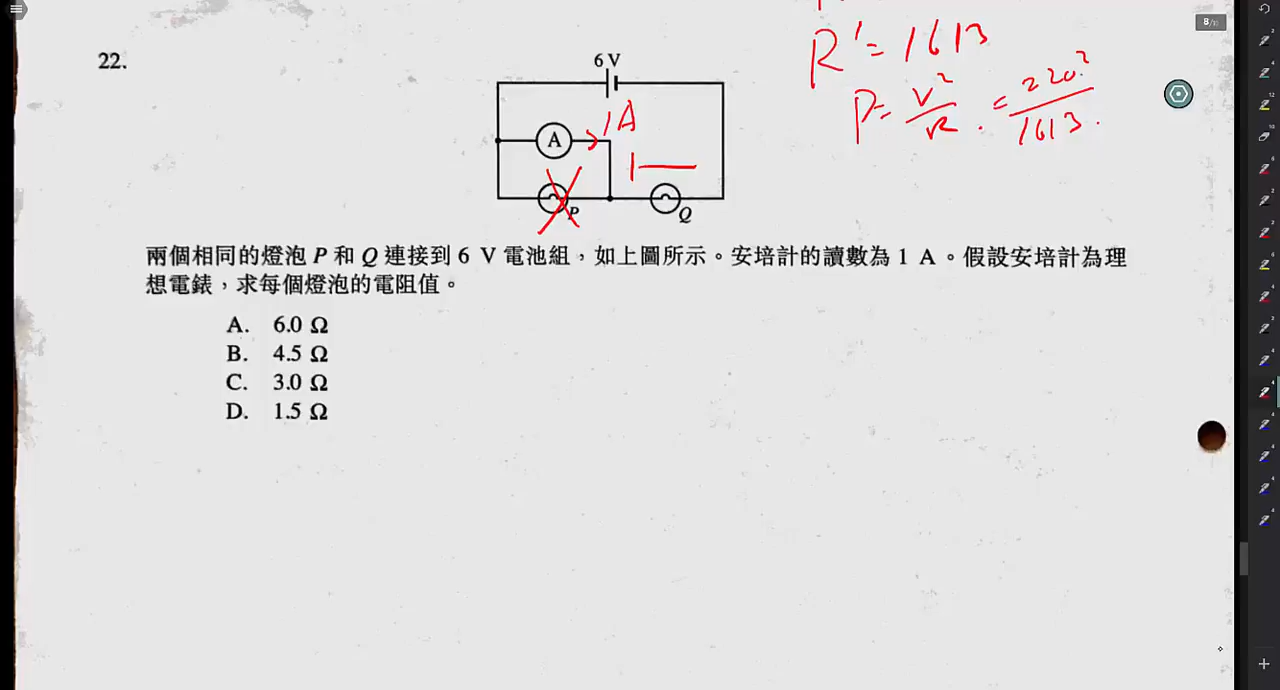 8/11
R' = 1613
P = V²/R = 220²/1613
22.
6 V
1A
A
P
Q
兩個相同的燈泡 P 和 Q 連接到 6 V 電池組，如上圖所示。安培計的讀數為 1 A。假設安培計為理
想電錶，求每個燈泡的電阻值。
A. 6.0 Ω
B. 4.5 Ω
C. 3.0 Ω
D. 1.5 Ω